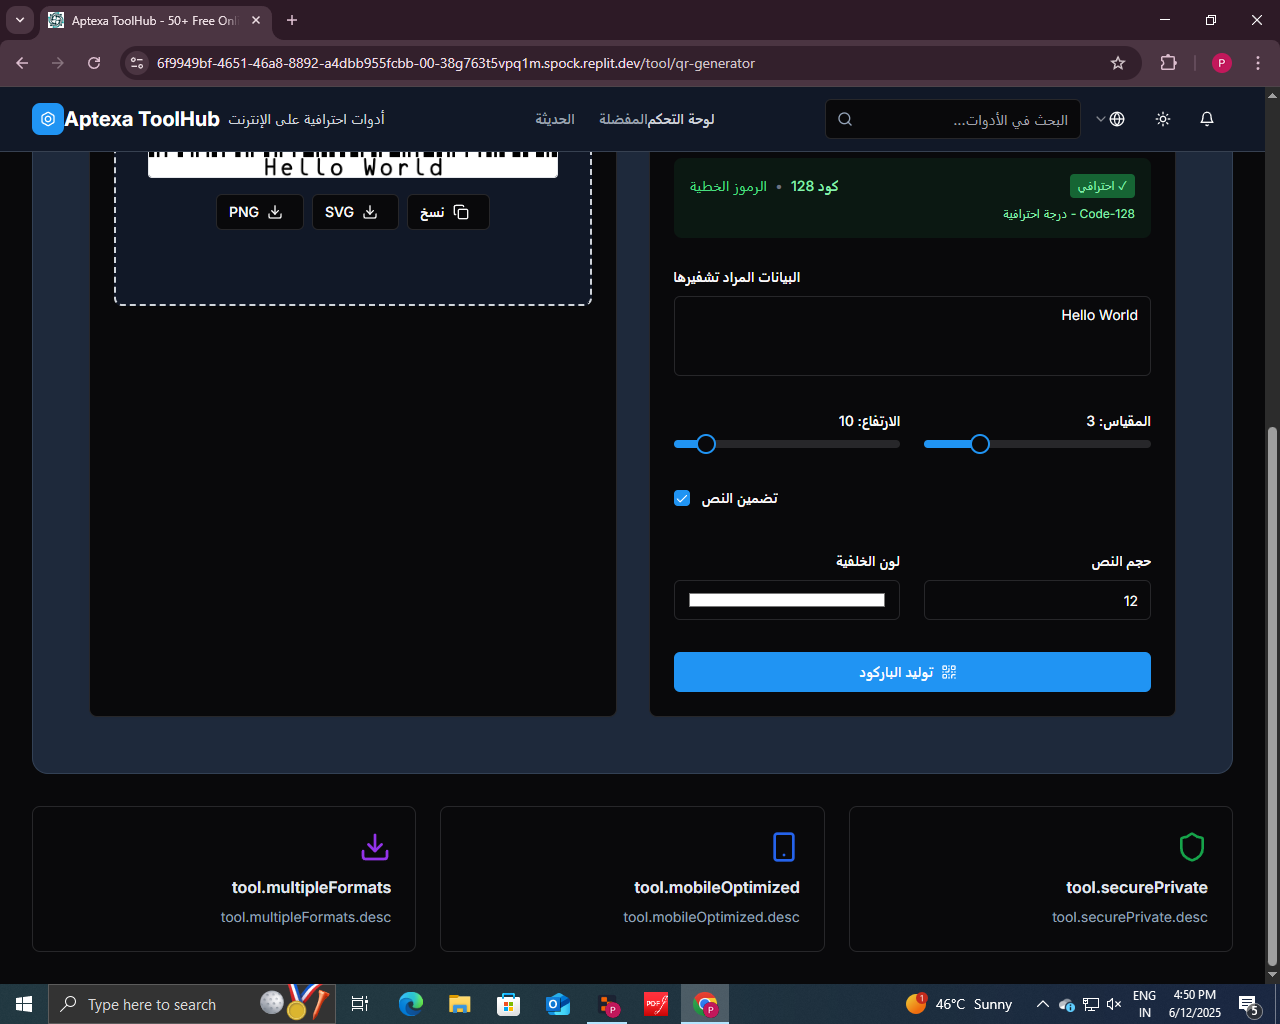 Aptexa ToolHub - 50+ Free Onl
6f9949bf-4651-46a8-8892-a4dbb955fcbb-00-38g763t5vpq1m.spock.replit.dev/tool/qr-generator
P
Aptexa ToolHub
أدوات احترافية على الإنترنت
لوحة التحكم
المفضلة
الحديثة
البحث في الأدوات...
Hello World
PNG
SVG
نسخ
✓ احترافي
كود 128 • الرموز الخطية
Code-128 - درجة احترافية
البيانات المراد تشفيرها
Hello World
المقياس: 3
الارتفاع: 10
تضمين النص
حجم النص
لون الخلفية
12
توليد الباركود
tool.securePrivate
tool.securePrivate.desc
tool.mobileOptimized
tool.mobileOptimized.desc
tool.multipleFormats
tool.multipleFormats.desc
Type here to search
P
PDF
P
1
46°C Sunny
ENG
IN
4:50 PM
6/12/2025
5